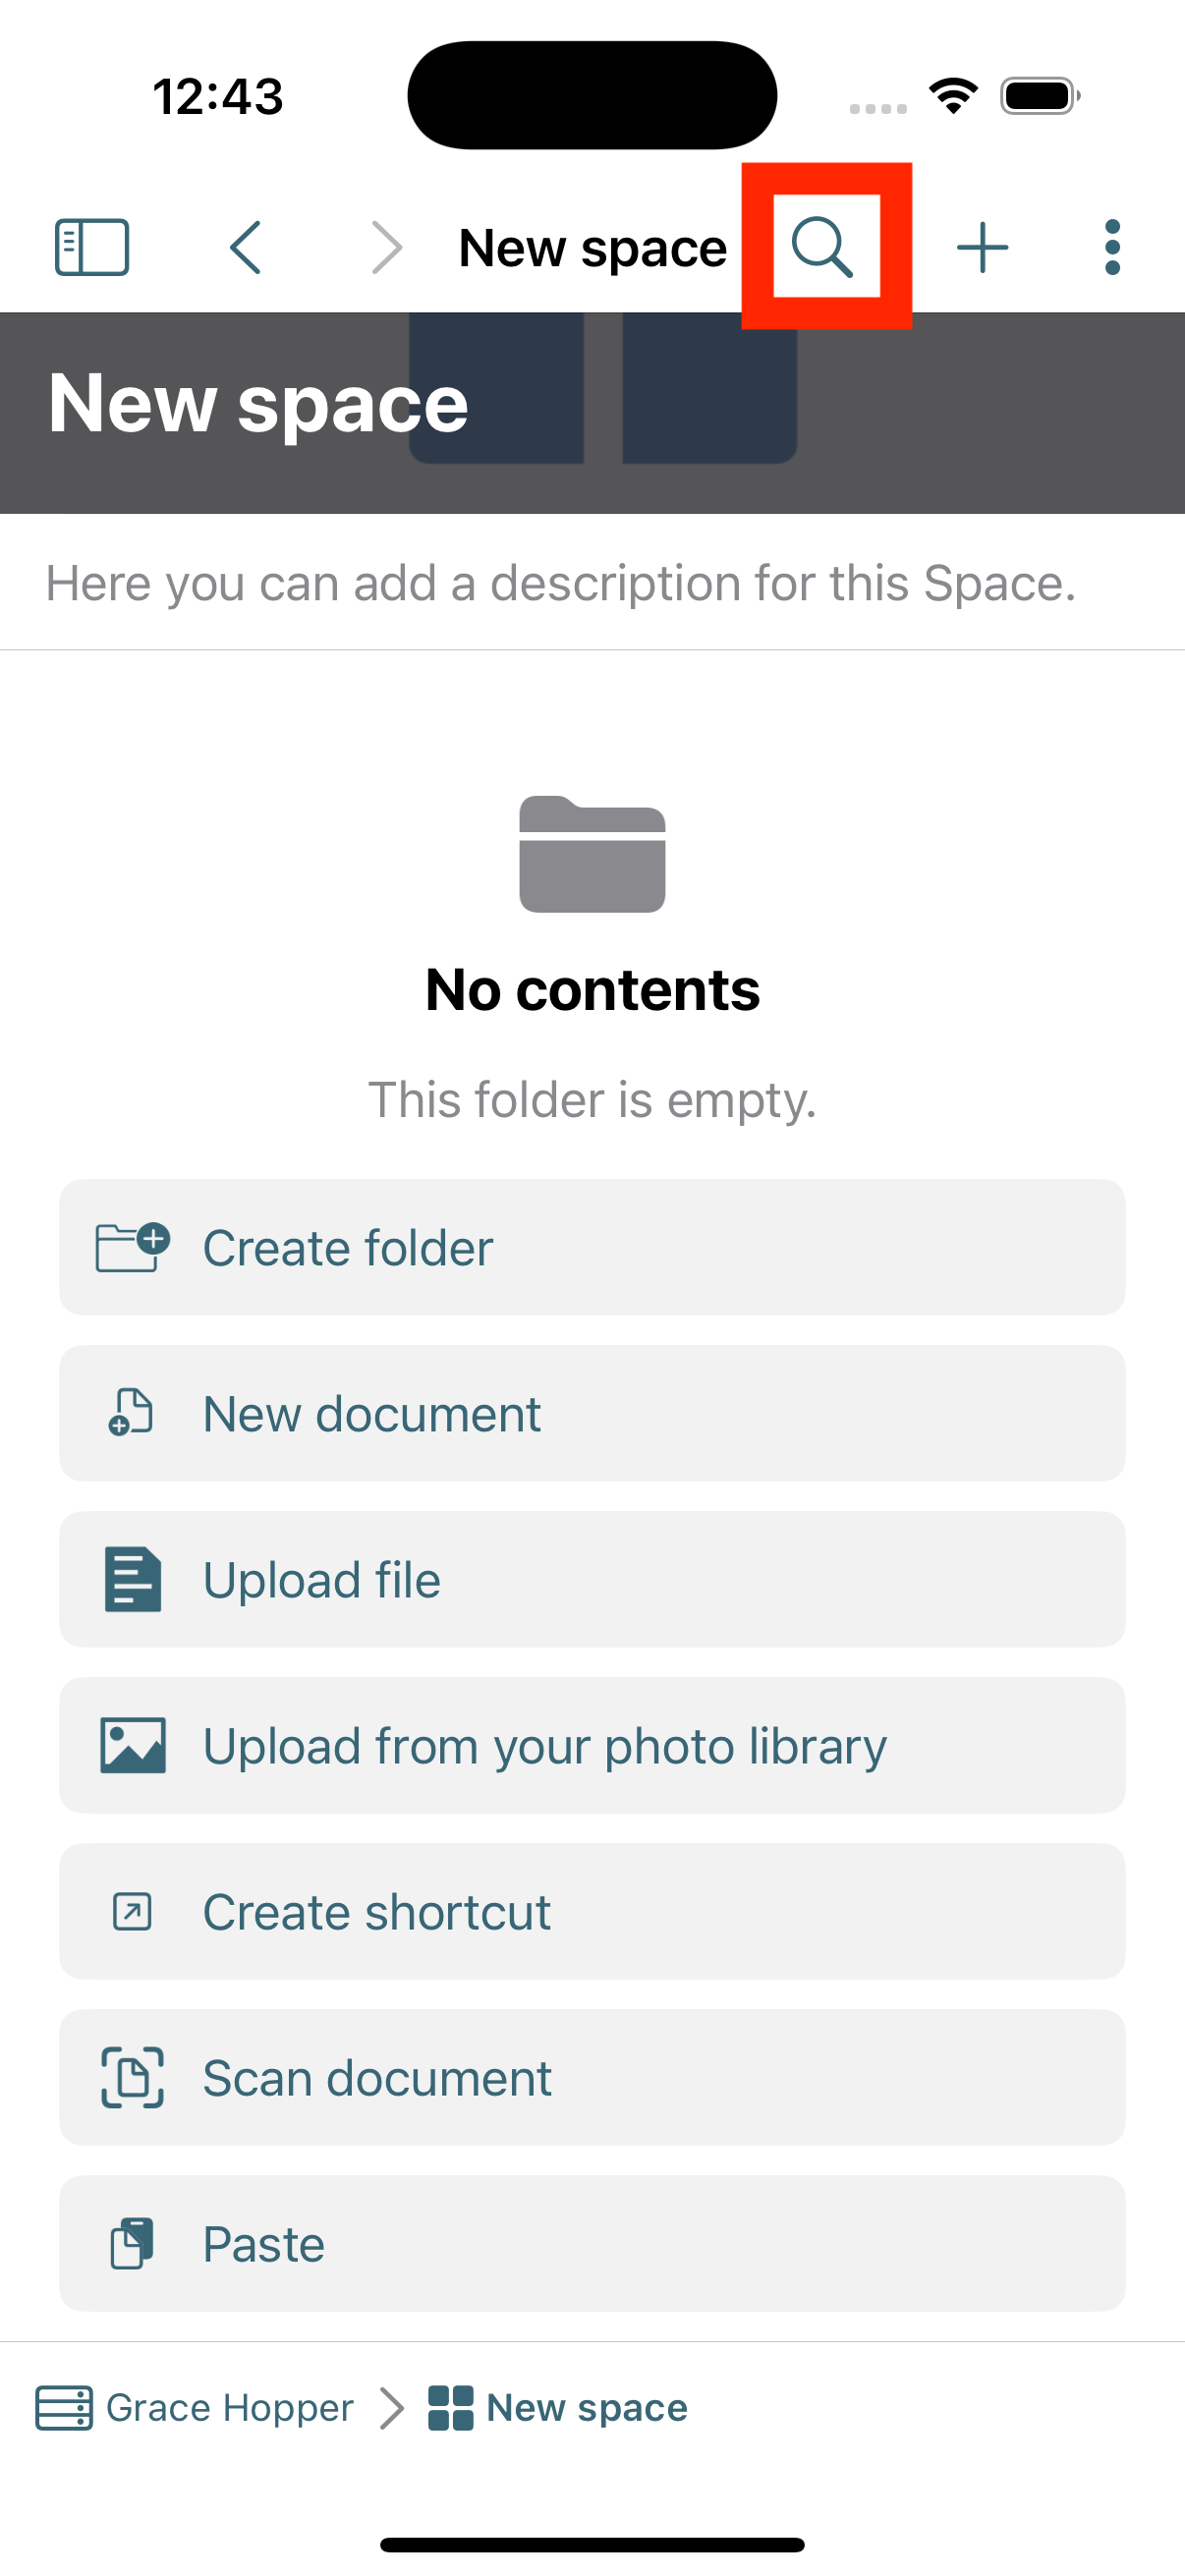 12:43
New space
New space
Here you can add a description for this Space.
No contents
This folder is empty.
Create folder
New document
Upload file
Upload from your photo library
Create shortcut
Scan document
Paste
Grace Hopper New space